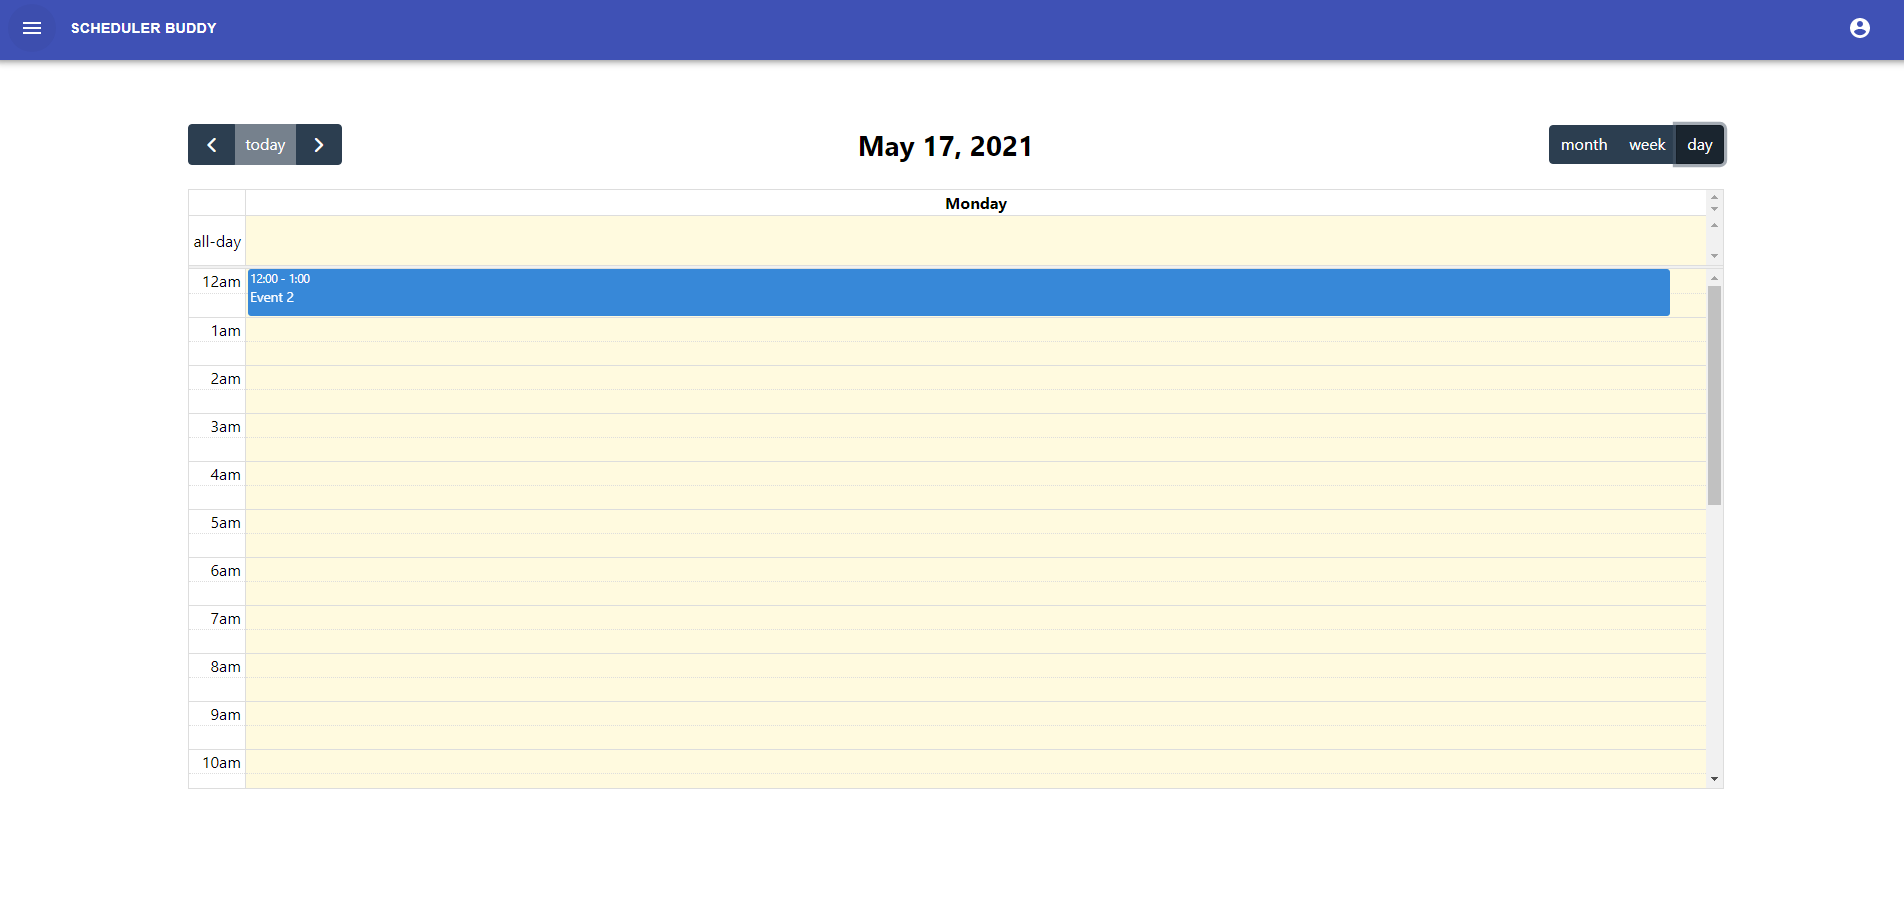 SCHEDULER BUDDY
today
May 17, 2021
month week day
Monday
all-day
12am
12:00 - 1:00
Event 2
1am
2am
3am
4am
5am
6am
7am
8am
9am
10am